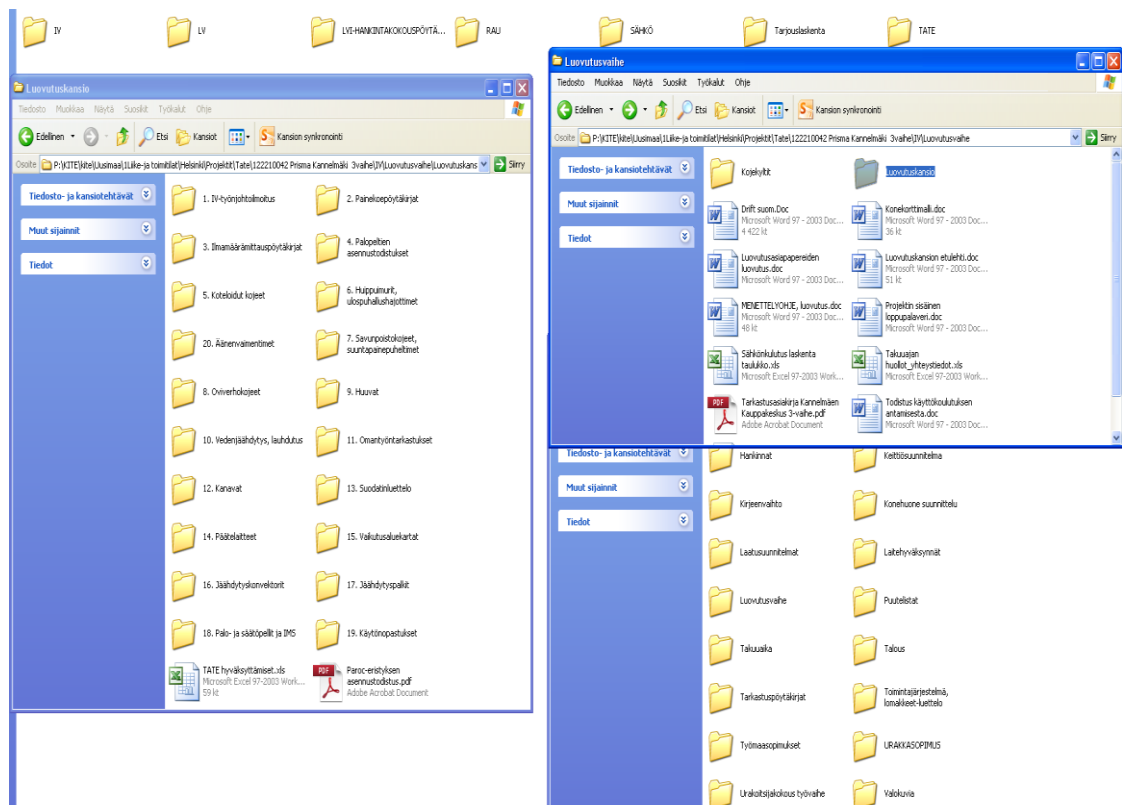 IV
LV
LVI-HANKINTAKOKOUSPÖYTÄ...
RAU
SÄHKÖ
Tarjouslaskenta
TATE
Luovutuskansio
Tiedosto Muokkaa Näytä Suosikit Työkalut Ohje
Edellinen
Etsi
Kansiot
Kansion synkronointi
Osoite
P:\KITE\kite\Uusimaa\1Liike-ja toimitilat\Helsinki\Projektit\Tate\122210042 Prisma Kannelmäki 3vaihe\IV\Luovutusvaihe\Luovutuskans
Siirry
Tiedosto- ja kansiotehtävät
Muut sijainnit
Tiedot
1. IV-työnjohtoilmoitus
2. Painekoepöytäkirjat
3. Ilmamäärämittauspöytäkirjat
4. Palopeltien
asennustodistukset
5. Koteloidut kojeet
6. Huippuimurit,
ulospuhallushajottimet
20. Äänenvaimentimet
7. Savunpoistokojeet,
suuntapainepuheltimet
8. Oviverhokojeet
9. Huuvat
10. Vedenjäähdytys, lauhdutus
11. Omantyöntarkastukset
12. Kanavat
13. Suodatinluettelo
14. Päätelaitteet
15. Vaikutusaluekartat
16. Jäähdytyskonvektorit
17. Jäähdytyspalkit
18. Palo- ja säätöpellit ja IMS
19. Käytönopastukset
TATE hyväksyttämiset.xls
Microsoft Excel 97-2003 Work...
59 kt
Paroc-eristyksen
asennustodistus.pdf
Adobe Acrobat Document
Luovutusvaihe
Tiedosto Muokkaa Näytä Suosikit Työkalut Ohje
Edellinen
Etsi
Kansiot
Kansion synkronointi
Osoite
P:\KITE\kite\Uusimaa\1Liike-ja toimitilat\Helsinki\Projektit\Tate\122210042 Prisma Kannelmäki 3vaihe\IV\Luovutusvaihe
Siirry
Tiedosto- ja kansiotehtävät
Muut sijainnit
Tiedot
Kojekyltit
Luovutuskansio
Drift suom.Doc
Microsoft Word 97 - 2003 Doc...
4 422 kt
Konekorttimalli.doc
Microsoft Word 97 - 2003 Doc...
36 kt
Luovutusasiapapereiden
luovutus.doc
Microsoft Word 97 - 2003 Doc...
Luovutuskansion etulehti.doc
Microsoft Word 97 - 2003 Doc...
51 kt
MENETTELYOHJE, luovutus.doc
Microsoft Word 97 - 2003 Doc...
48 kt
Projektin sisäinen
loppupalaveri.doc
Microsoft Word 97 - 2003 Doc...
Sähkönkulutus laskenta
taulukko.xls
Microsoft Excel 97-2003 Work...
Takuuajan
huollot_yhteystiedot.xls
Microsoft Excel 97-2003 Work...
Tarkastusasiakirja Kannelmäen
Kauppakeskus 3-vaihe.pdf
Adobe Acrobat Document
Todistus käyttökoulutuksen
antamisesta.doc
Microsoft Word 97 - 2003 Doc...
Tiedosto- ja kansiotehtävät
Muut sijainnit
Tiedot
Hankinnat
Keittiösuunnitelma
Kirjeenvaihto
Konehuone suunnittelu
Laatusuunnitelmat
Laitehyväksynnät
Luovutusvaihe
Puutelistat
Takuuaika
Talous
Tarkastuspöytäkirjat
Toimintajärjestelmä,
lomakkeet-luettelo
Työmaasopimukset
URAKKASOPIMUS
Urakoitsijakokous työvaihe
Valokuvia